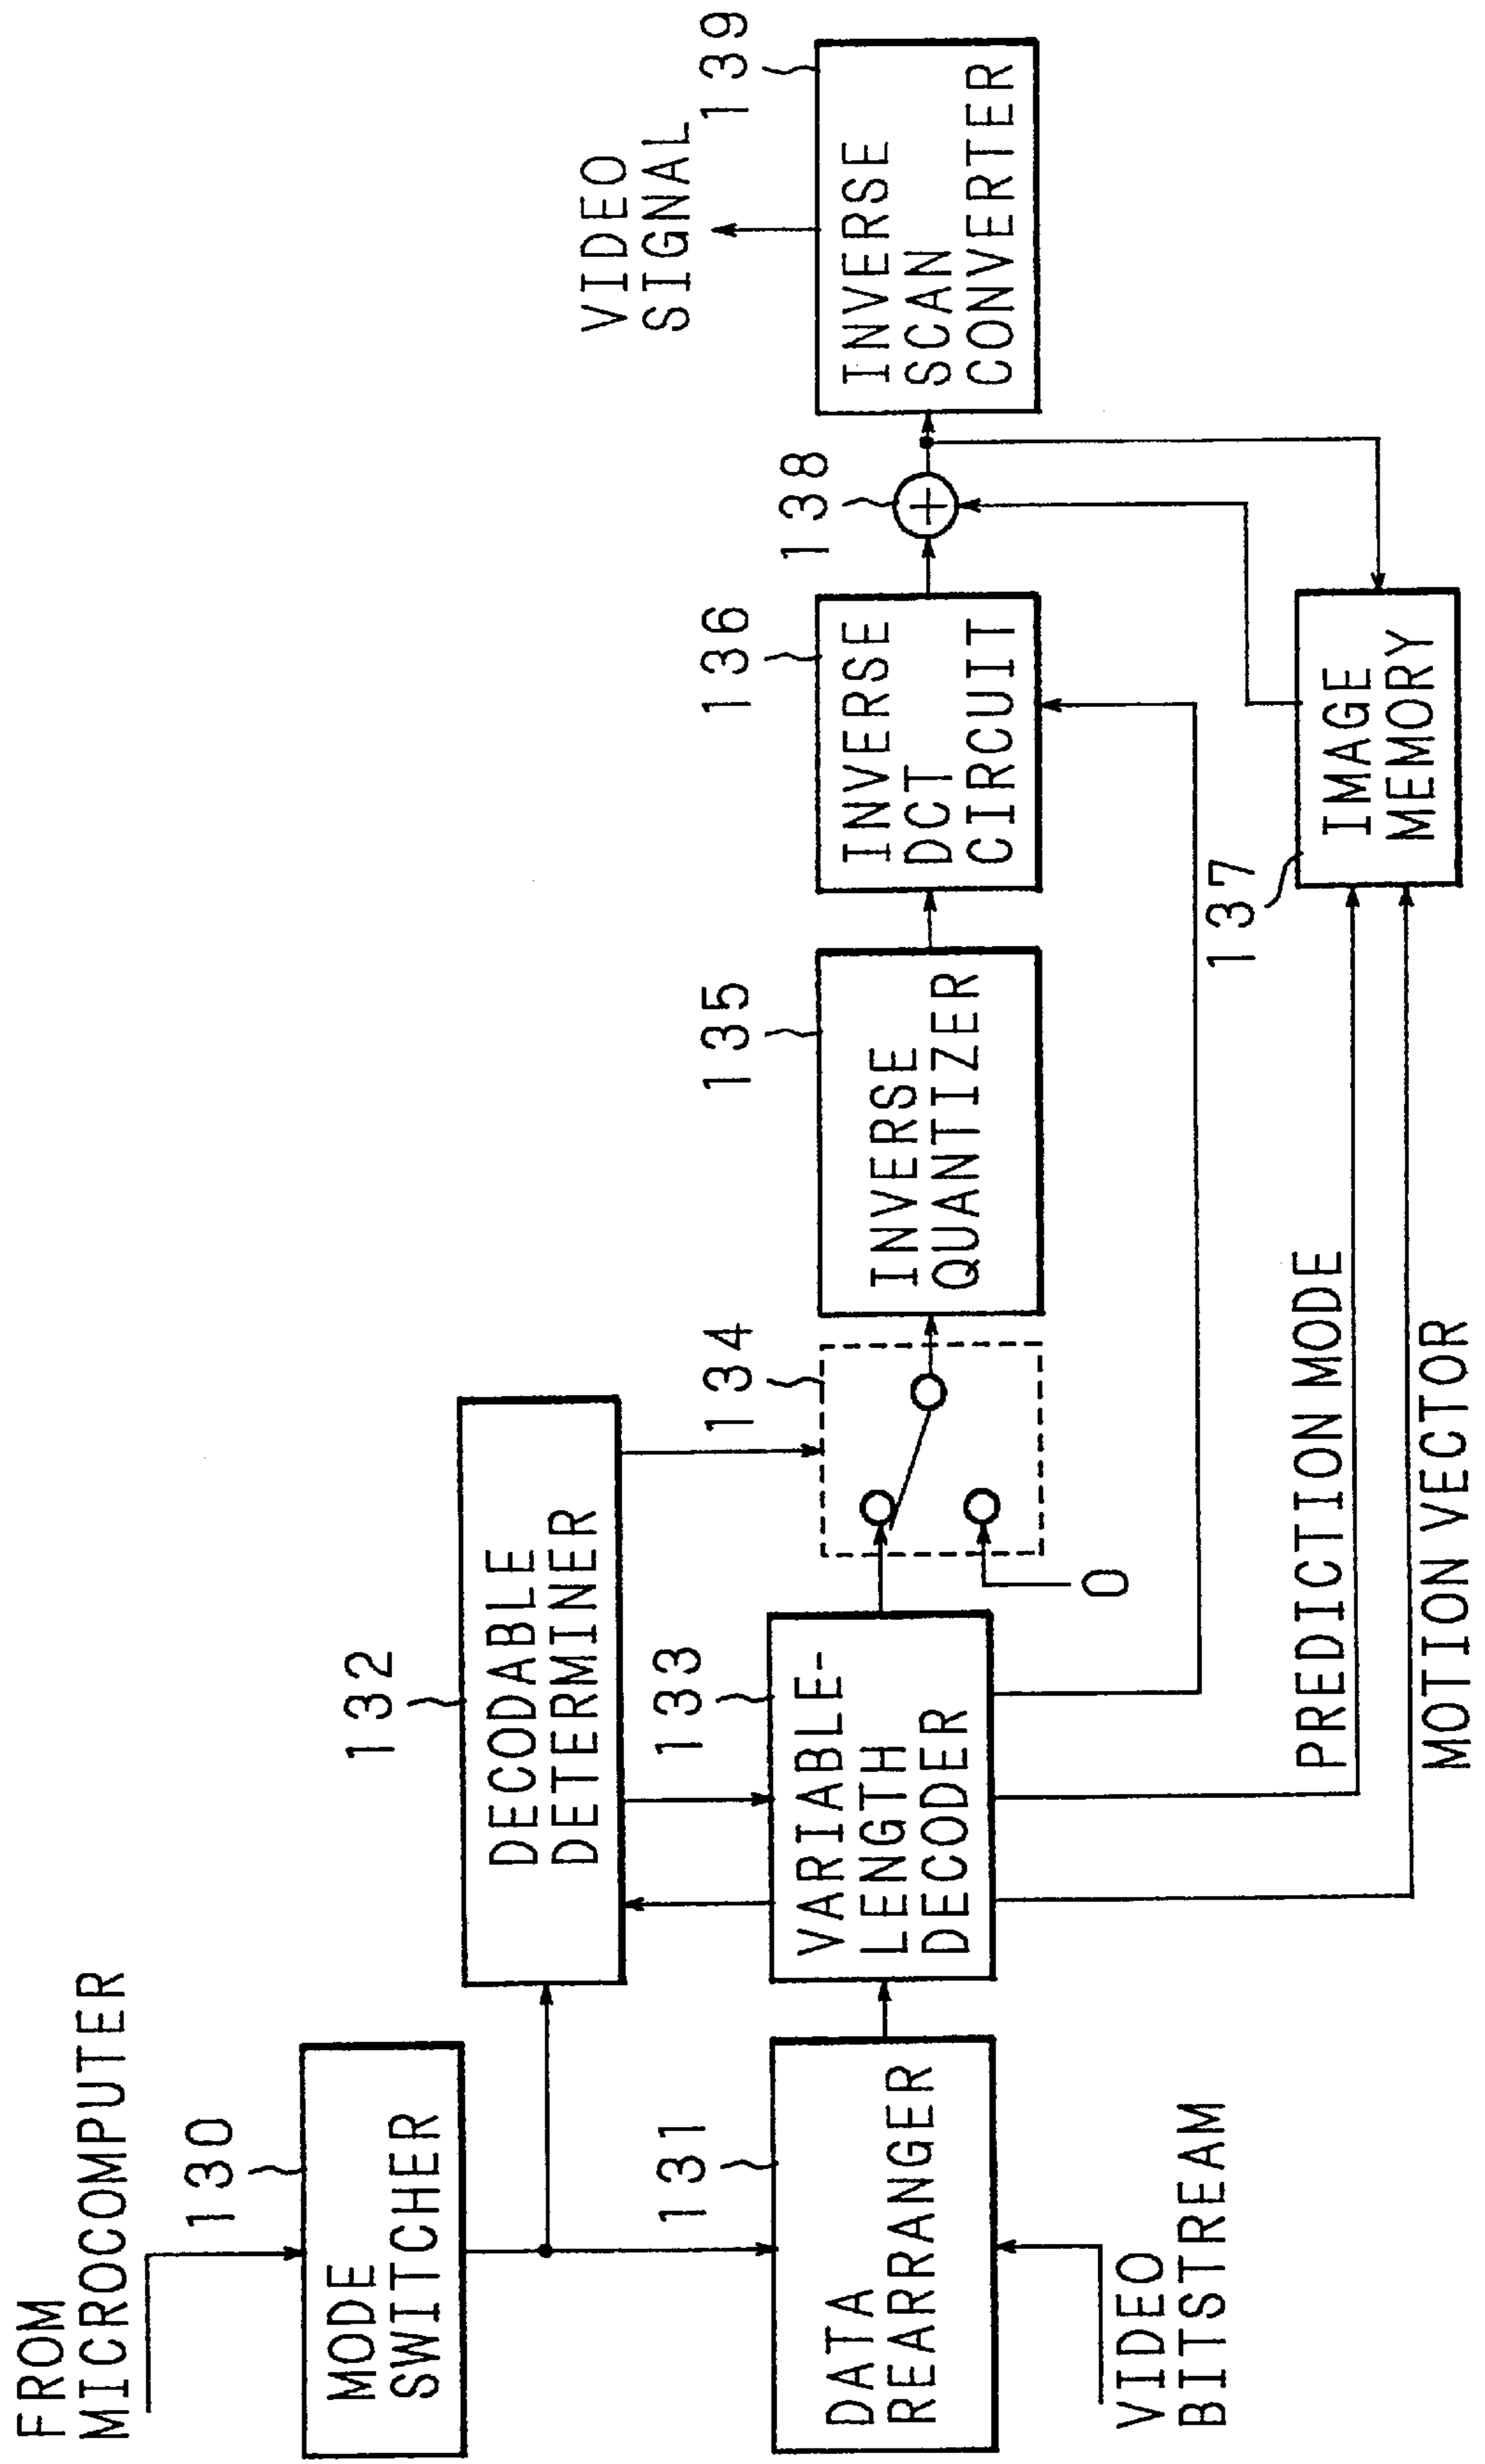 FROM
MICROCOMPUTER
130
MODE
SWITCHER
132
DECODABLE
DETERMINER
131
DATA
REARRANGER
VIDEO
BITSTREAM
133
VARIABLE-
LENGTH
DECODER
134
0
135
INVERSE
QUANTIZER
136
INVERSE
DCT
CIRCUIT
138
VIDEO
SIGNAL
139
INVERSE
SCAN
CONVERTER
137
IMAGE
MEMORY
PREDICTION MODE
MOTION VECTOR